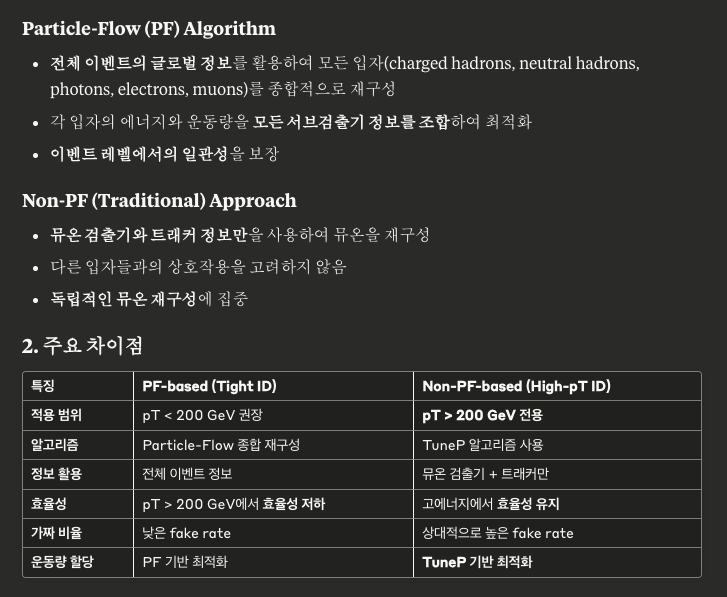 Particle-Flow (PF) Algorithm
• 전체 이벤트의 글로벌 정보를 활용하여 모든 입자(charged hadrons, neutral hadrons,
photons, electrons, muons)를 종합적으로 재구성
• 각 입자의 에너지와 운동량을 모든 서브검출기 정보를 조합하여 최적화
• 이벤트 레벨에서의 일관성을 보장
Non-PF (Traditional) Approach
• 뮤온 검출기와 트래커 정보만을 사용하여 뮤온을 재구성
• 다른 입자들과의 상호작용을 고려하지 않음
• 독립적인 뮤온 재구성에 집중
2. 주요 차이점
특징 PF-based (Tight ID) Non-PF-based (High-pT ID)
적용 범위 pT < 200 GeV 권장 pT > 200 GeV 전용
알고리즘 Particle-Flow 종합 재구성 TuneP 알고리즘 사용
정보 활용 전체 이벤트 정보 뮤온 검출기 + 트래커만
효율성 pT > 200 GeV에서 효율성 저하 고에너지에서 효율성 유지
가짜 비율 낮은 fake rate 상대적으로 높은 fake rate
운동량 할당 PF 기반 최적화 TuneP 기반 최적화